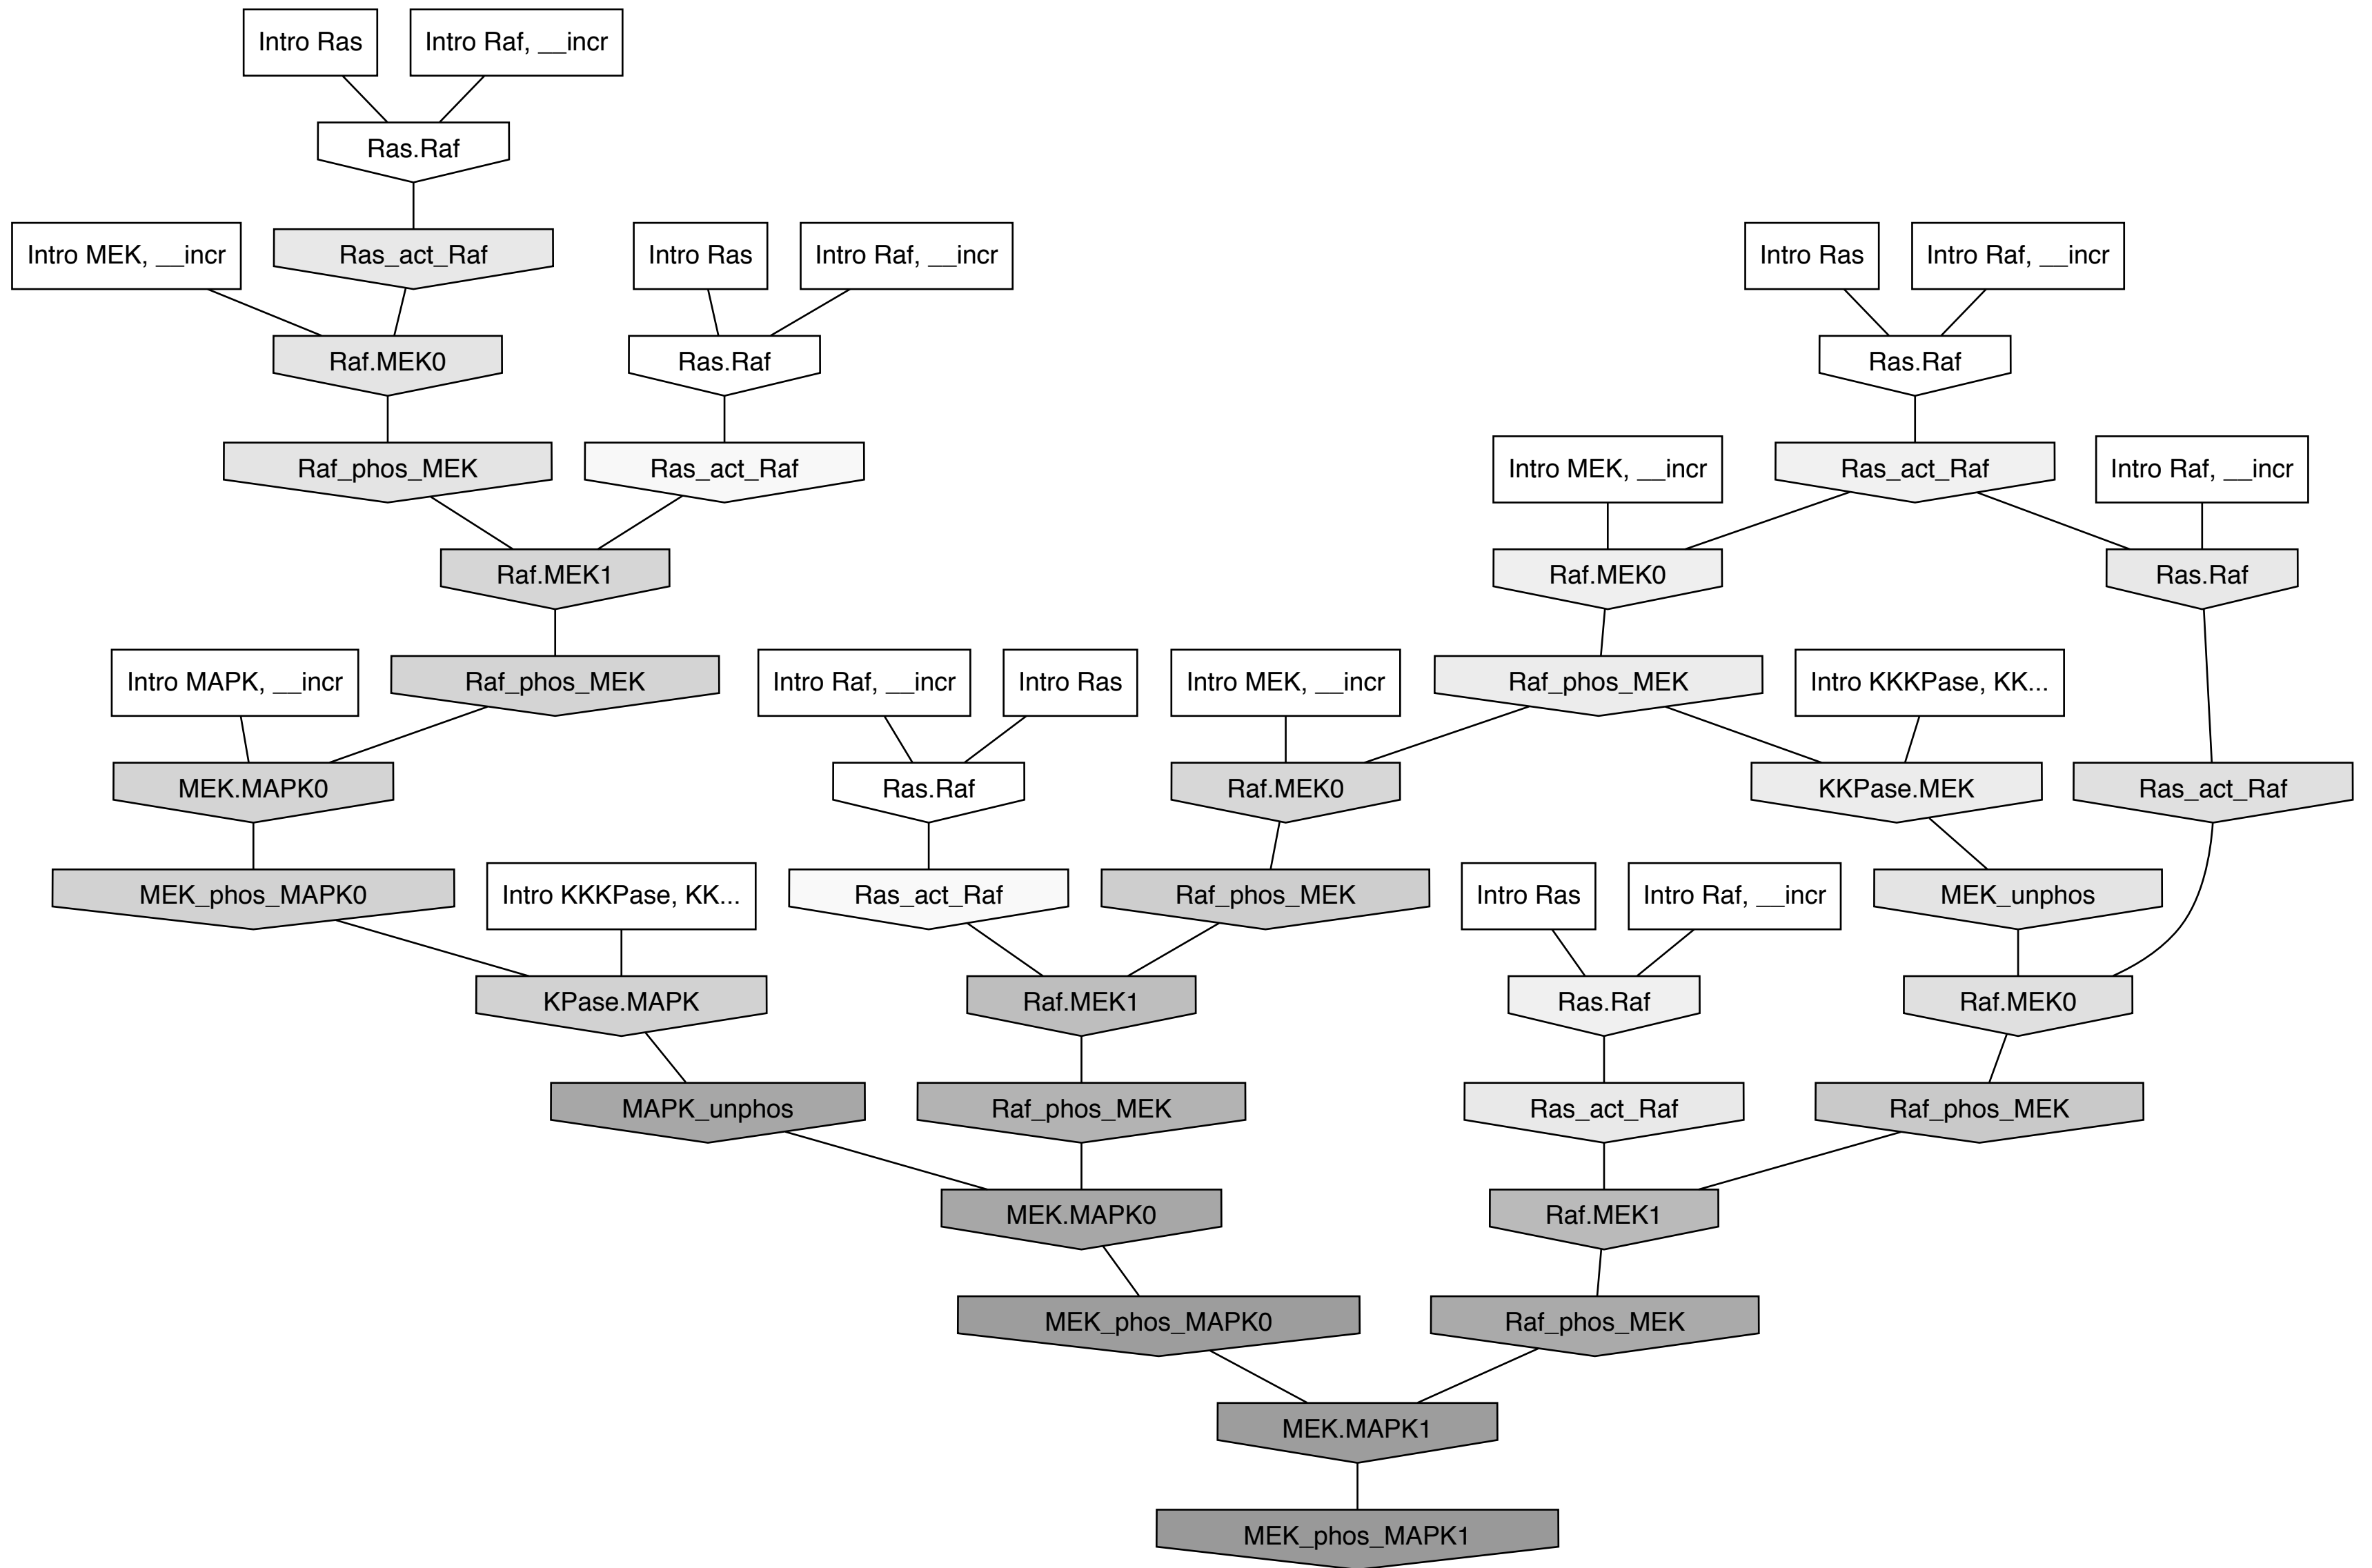 Intro Ras
Intro Raf, __incr
Ras.Raf
Intro MEK, __incr
Ras_act_Raf
Intro Ras
Intro Raf, __incr
Intro Ras
Intro Raf, __incr
Raf.MEK0
Ras.Raf
Ras.Raf
Raf_phos_MEK
Ras_act_Raf
Intro MEK, __incr
Ras_act_Raf
Intro Raf, __incr
Raf.MEK1
Raf.MEK0
Ras.Raf
Intro MAPK, __incr
Raf_phos_MEK
Intro Raf, __incr
Intro Ras
Intro MEK, __incr
Raf_phos_MEK
Intro KKKPase, KK...
MEK.MAPK0
Ras.Raf
Raf.MEK0
KKPase.MEK
Ras_act_Raf
MEK_phos_MAPK0
Intro KKKPase, KK...
Ras_act_Raf
Raf_phos_MEK
Intro Ras
Intro Raf, __incr
MEK_unphos
KPase.MAPK
Raf.MEK1
Ras.Raf
Raf.MEK0
MAPK_unphos
Raf_phos_MEK
Ras_act_Raf
Raf_phos_MEK
MEK.MAPK0
Raf.MEK1
MEK_phos_MAPK0
Raf_phos_MEK
MEK.MAPK1
MEK_phos_MAPK1